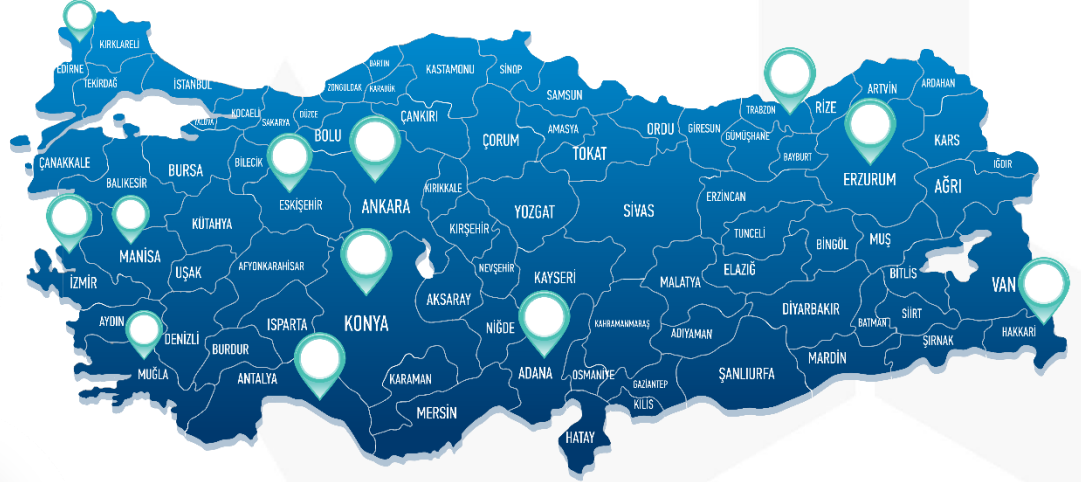 KIRKLARELİ
EDİRNE
TEKİRDAĞ
İSTANBUL
KOCAELİ
SAKARYA
DÜZCE
ZONGULDAK
BARTIN
KARABÜK
KASTAMONU
SİNOP
SAMSUN
ÇANKIRI
BOLU
ÇORUM
AMASYA
TOKAT
ORDU
GİRESUN
TRABZON
GÜMÜŞHANE
RİZE
ARTVİN
ARDAHAN
KARS
IĞDIR
BAYBURT
ERZURUM
AĞRI
ERZİNCAN
ÇANAKKALE
BALIKESİR
BURSA
BİLECİK
ESKİŞEHİR
ANKARA
KIRIKKALE
KIRŞEHİR
YOZGAT
SİVAS
TUNCELİ
BİNGÖL
MUŞ
BİTLİS
VAN
KÜTAHYA
MANİSA
İZMİR
UŞAK
AFYONKARAHİSAR
NEVŞEHİR
KAYSERİ
MALATYA
ELAZIĞ
DİYARBAKIR
BATMAN
SİİRT
ŞIRNAK
HAKKARİ
AYDIN
DENİZLİ
ISPARTA
KONYA
AKSARAY
NİĞDE
KAHRAMANMARAŞ
ADIYAMAN
MARDİN
MUĞLA
BURDUR
ANTALYA
KARAMAN
MERSİN
ADANA
OSMANİYE
GAZİANTEP
KİLİS
ŞANLIURFA
HATAY